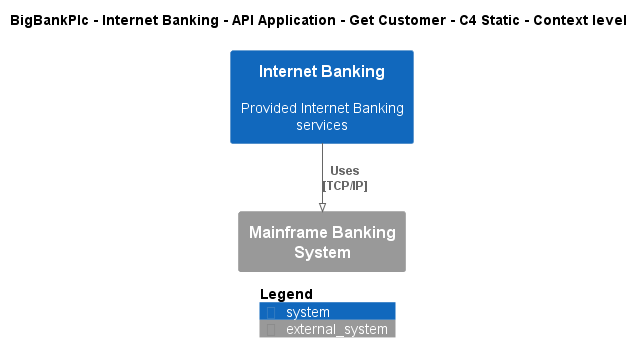 BigBankPlc - Internet Banking - API Application - Get Customer - C4 Static - Context level
Internet Banking
Provided Internet Banking
services
Uses
[TCP/IP]
Mainframe Banking
System
Legend
system
external_system